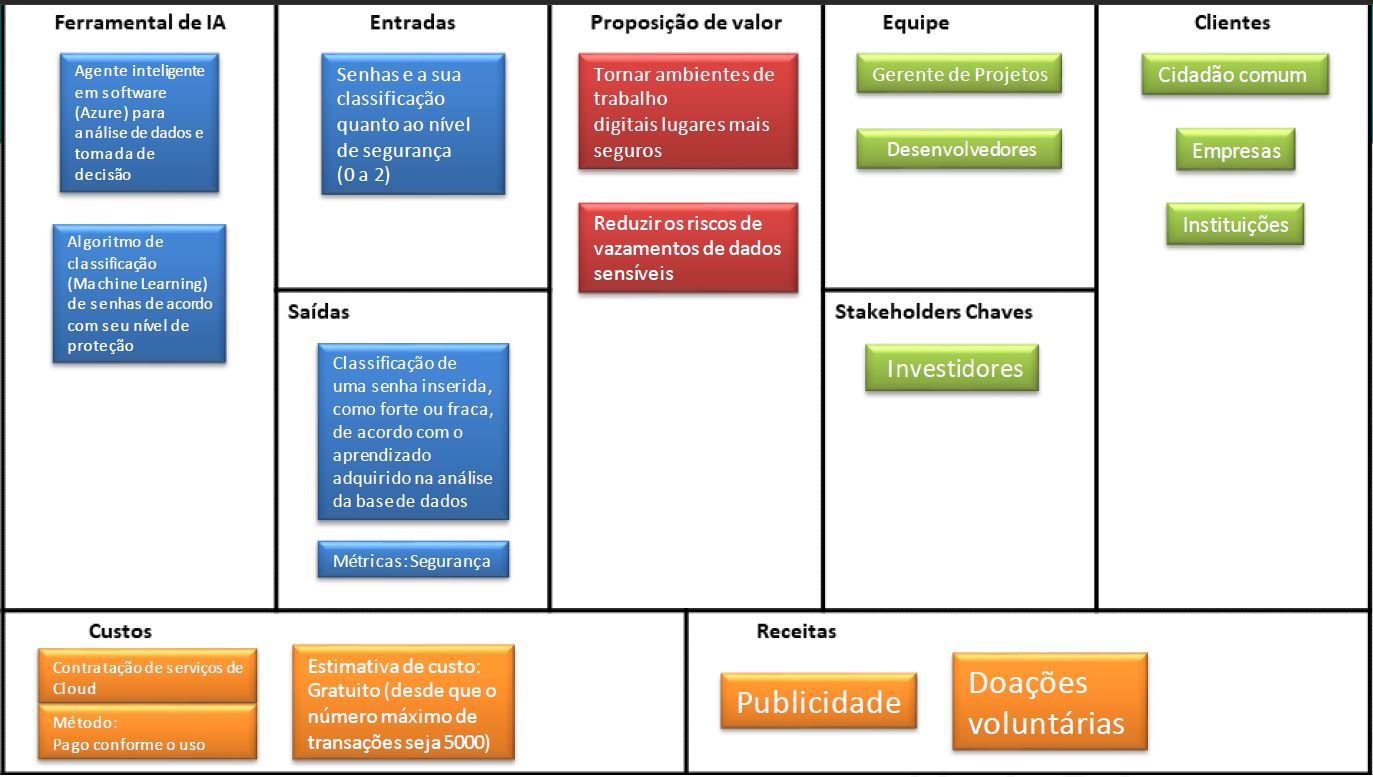 Ferramental de IA
Agente inteligente
em software
(Azure) para
análise de dados e
tomada de
decisão
Algoritmo de
classificação
(Machine Learning)
de senhas de acordo
com seu nível de
proteção
Entradas
Senhas e a sua
classificação
quanto ao nível
de segurança
(0 a 2)
Saídas
Classificação de
uma senha inserida,
como forte ou fraca,
de acordo com o
aprendizado
adquirido na análise
da base de dados
Métricas: Segurança
Proposição de valor
Tornar ambientes de
trabalho
digitais lugares mais
seguros
Reduzir os riscos de
vazamentos de dados
sensíveis
Equipe
Gerente de Projetos
Desenvolvedores
Stakeholders Chaves
Investidores
Clientes
Cidadão comum
Empresas
Instituições
Custos
Contratação de serviços de
Cloud
Método:
Pago conforme o uso
Estimativa de custo:
Gratuito (desde que o
número máximo de
transações seja 5000)
Receitas
Publicidade
Doações
voluntárias